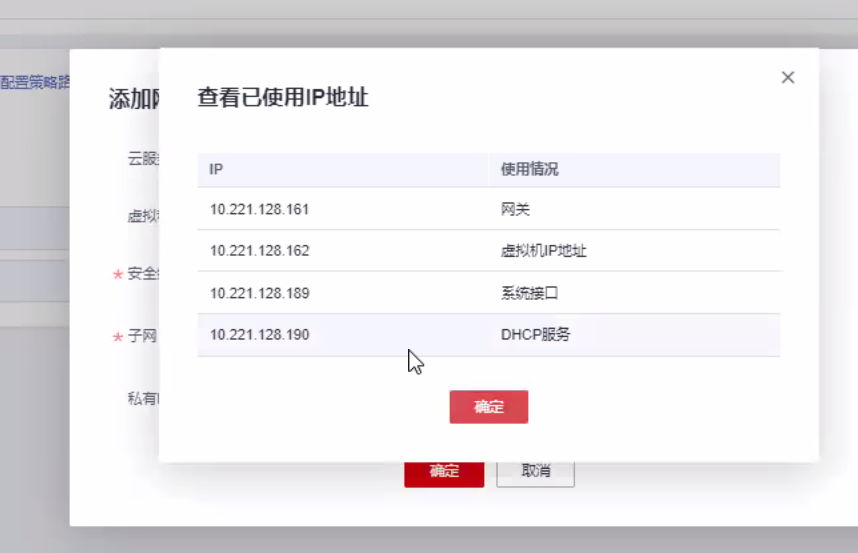 配置策略路
添加网
查看已使用IP地址
云服
IP 使用情况
10.221.128.161 网关
虚拟
10.221.128.162 虚拟机IP地址
* 安全
10.221.128.189 系统接口
* 子网
10.221.128.190 DHCP服务
私有
确定
确定 取消